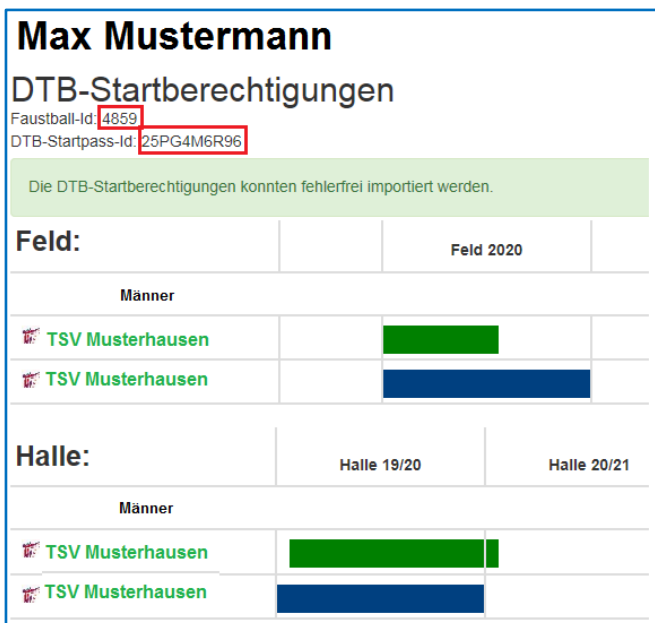 Max Mustermann
DTB-Startberechtigungen
Faustball-Id: 4859
DTB-Startpass-Id: 25PG4M6R96
Die DTB-Startberechtigungen konnten fehlerfrei importiert werden.
Feld: Feld 2020
Männer
TSV Musterhausen
TSV Musterhausen
Halle: Halle 19/20 Halle 20/21
Männer
TSV Musterhausen
TSV Musterhausen